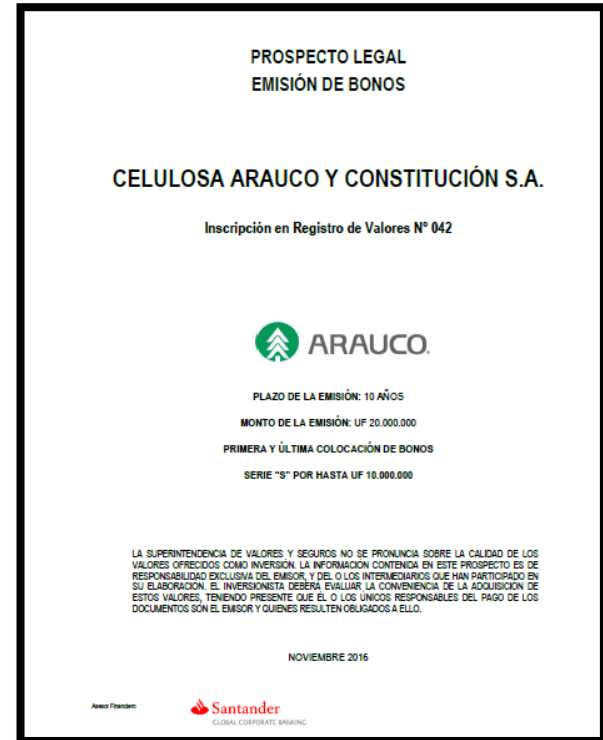 PROSPECTO LEGAL
EMISIÓN DE BONOS
CELULOSA ARAUCO Y CONSTITUCIÓN S.A.
Inscripción en Registro de Valores N° 042
ARAUCO.
PLAZO DE LA EMISIÓN: 10 AÑOS
MONTO DE LA EMISIÓN: UF 20.000.000
PRIMERA Y ÚLTIMA COLOCACIÓN DE BONOS
SERIE "S" POR HASTA UF 10.000.000
LA SUPERINTENDENCIA DE VALORES Y SEGUROS NO SE PRONUNCIA SOBRE LA CALIDAD DE LOS
VALORES OFRECIDOS COMO INVERSIÓN. LA INFORMACIÓN CONTENIDA EN ESTE PROSPECTO ES DE
RESPONSABILIDAD EXCLUSIVA DEL EMISOR, Y DEL O LOS INTERMEDIARIOS QUE HAN PARTICIPADO EN
SU ELABORACIÓN. EL INVERSIONISTA DEBERÁ EVALUAR LA CONVENIENCIA DE LA ADQUISICIÓN DE
ESTOS VALORES, TENIENDO PRESENTE QUE ÉL O LOS ÚNICOS RESPONSABLES DEL PAGO DE LOS
DOCUMENTOS SON EL EMISOR Y QUIENES RESULTEN OBLIGADOS A ELLO.
NOVIEMBRE 2016
Asesor Financiero
Santander
GLOBAL CORPORATE BANKING